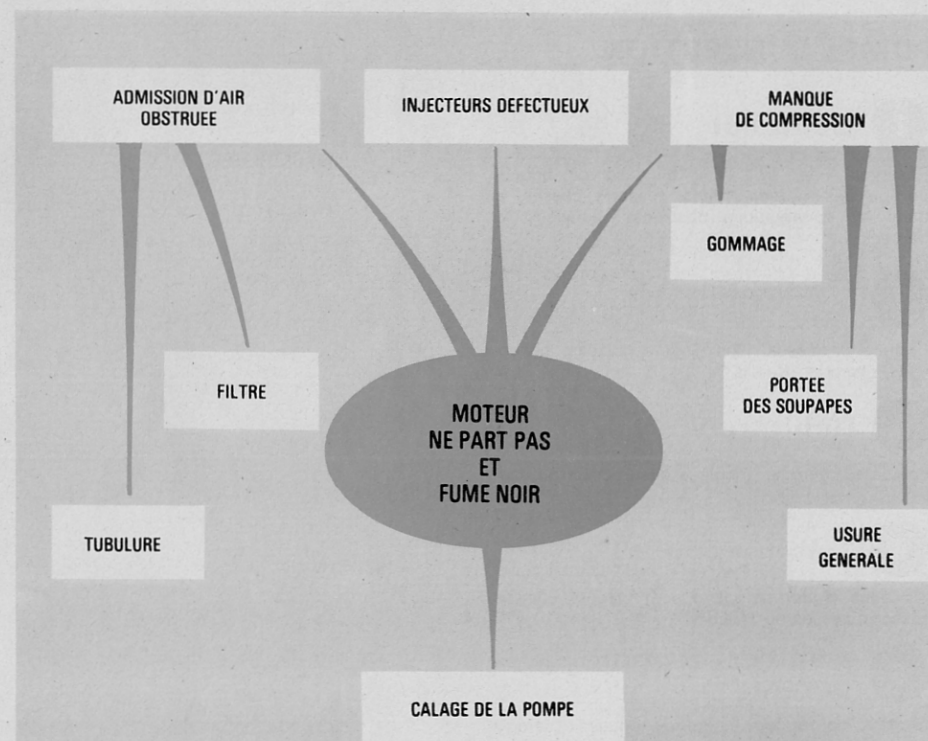 ADMISSION D'AIR
OBSTRUEE
INJECTEURS DEFECTUEUX
MANQUE
DE COMPRESSION
GOMMAGE
FILTRE
PORTEE
DES SOUPAPES
MOTEUR
NE PART PAS
ET
FUME NOIR
TUBULURE
USURE
GENERALE
CALAGE DE LA POMPE